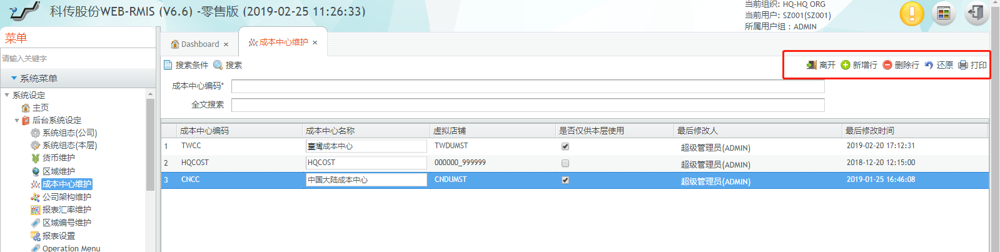 科传股份WEB-RMIS (V6.6) -零售版 (2019-02-25 11:26:33)
当前组织: HQ-HQ ORG
当前用户: SZ001(SZ001)
所属用户组: ADMIN
菜单
请输入关键字
系统菜单
系统设定
主页
后台系统设定
系统组态(公司)
系统组态(本层)
货币维护
区域维护
成本中心维护
公司架构维护
报表汇率维护
区域编号维护
报表设置
Operation Menu
Dashboard × 成本中心维护 ×
搜索条件 搜索 离开 新增行 删除行 还原 打印
成本中心编码*
全文搜索
成本中心编码 成本中心名称 虚拟店铺 是否仅供本层使用 最后修改人 最后修改时间
1 TWCC 臺灣成本中心 TWDUMST 超级管理员(ADMIN) 2019-02-20 17:12:31
2 HQCOST HQCOST 000000_999999 超级管理员(ADMIN) 2018-12-20 12:15:00
3 CNCC 中国大陆成本中心 CNDUMST 超级管理员(ADMIN) 2019-01-25 16:46:08